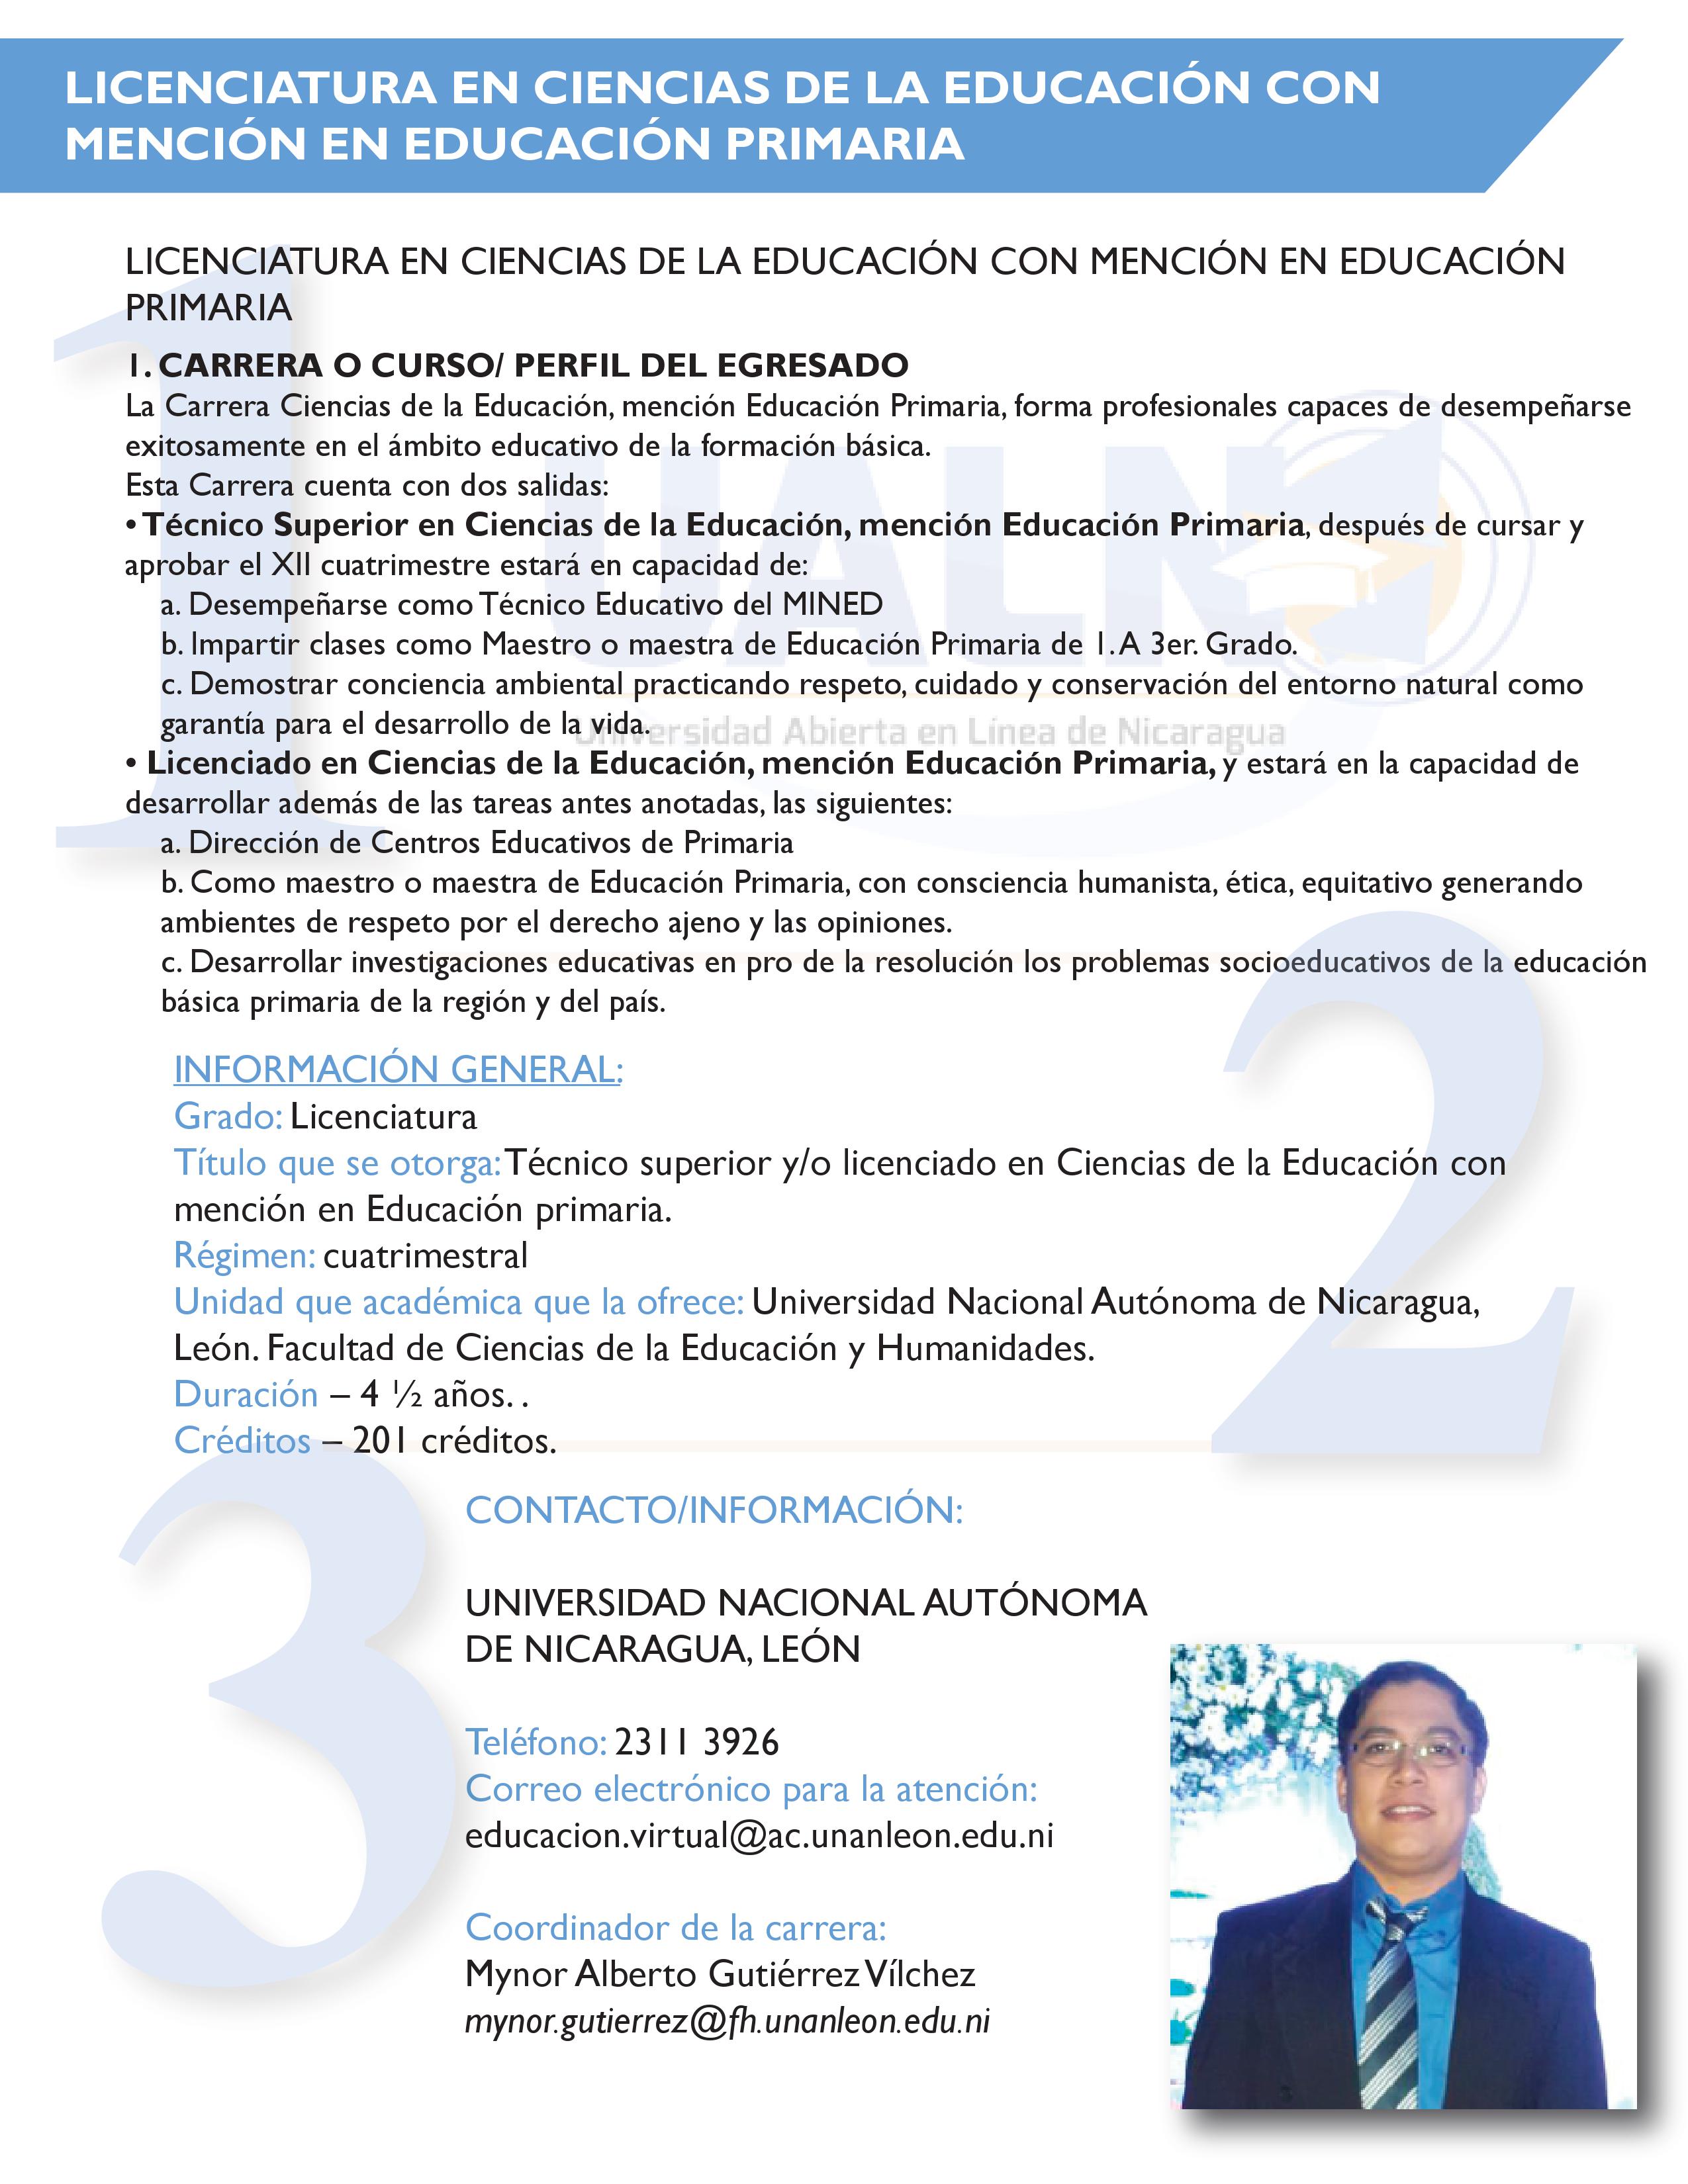 LICENCIATURA EN CIENCIAS DE LA EDUCACIÓN CON
MENCIÓN EN EDUCACIÓN PRIMARIA
LICENCIATURA EN CIENCIAS DE LA EDUCACIÓN CON MENCIÓN EN EDUCACIÓN
PRIMARIA
1
1. CARRERA O CURSO/ PERFIL DEL EGRESADO
La Carrera Ciencias de la Educación, mención Educación Primaria, forma profesionales capaces de desempeñarse
exitosamente en el ámbito educativo de la formación básica.
Esta Carrera cuenta con dos salidas:
• Técnico Superior en Ciencias de la Educación, mención Educación Primaria, después de cursar y
aprobar el XII cuatrimestre estará en capacidad de:
a. Desempeñarse como Técnico Educativo del MINED
b. Impartir clases como Maestro o maestra de Educación Primaria de 1. A 3er. Grado.
c. Demostrar conciencia ambiental practicando respeto, cuidado y conservación del entorno natural como
garantía para el desarrollo de la vida.
UALN
Universidad Abierta en Línea de Nicaragua
• Licenciado en Ciencias de la Educación, mención Educación Primaria, y estará en la capacidad de
desarrollar además de las tareas antes anotadas, las siguientes:
a. Dirección de Centros Educativos de Primaria
b. Como maestro o maestra de Educación Primaria, con consciencia humanista, ética, equitativo generando
ambientes de respeto por el derecho ajeno y las opiniones.
c. Desarrollar investigaciones educativas en pro de la resolución los problemas socioeducativos de la educación
básica primaria de la región y del país.
2
INFORMACIÓN GENERAL:
Grado: Licenciatura
Título que se otorga: Técnico superior y/o licenciado en Ciencias de la Educación con
mención en Educación primaria.
Régimen: cuatrimestral
Unidad que académica que la ofrece: Universidad Nacional Autónoma de Nicaragua,
León. Facultad de Ciencias de la Educación y Humanidades.
Duración – 4 ½ años. .
Créditos – 201 créditos.
3
CONTACTO/INFORMACIÓN:
UNIVERSIDAD NACIONAL AUTÓNOMA
DE NICARAGUA, LEÓN
Teléfono: 2311 3926
Correo electrónico para la atención:
educacion.virtual@ac.unanleon.edu.ni
Coordinador de la carrera:
Mynor Alberto Gutiérrez Vílchez
mynor.gutierrez@fh.unanleon.edu.ni